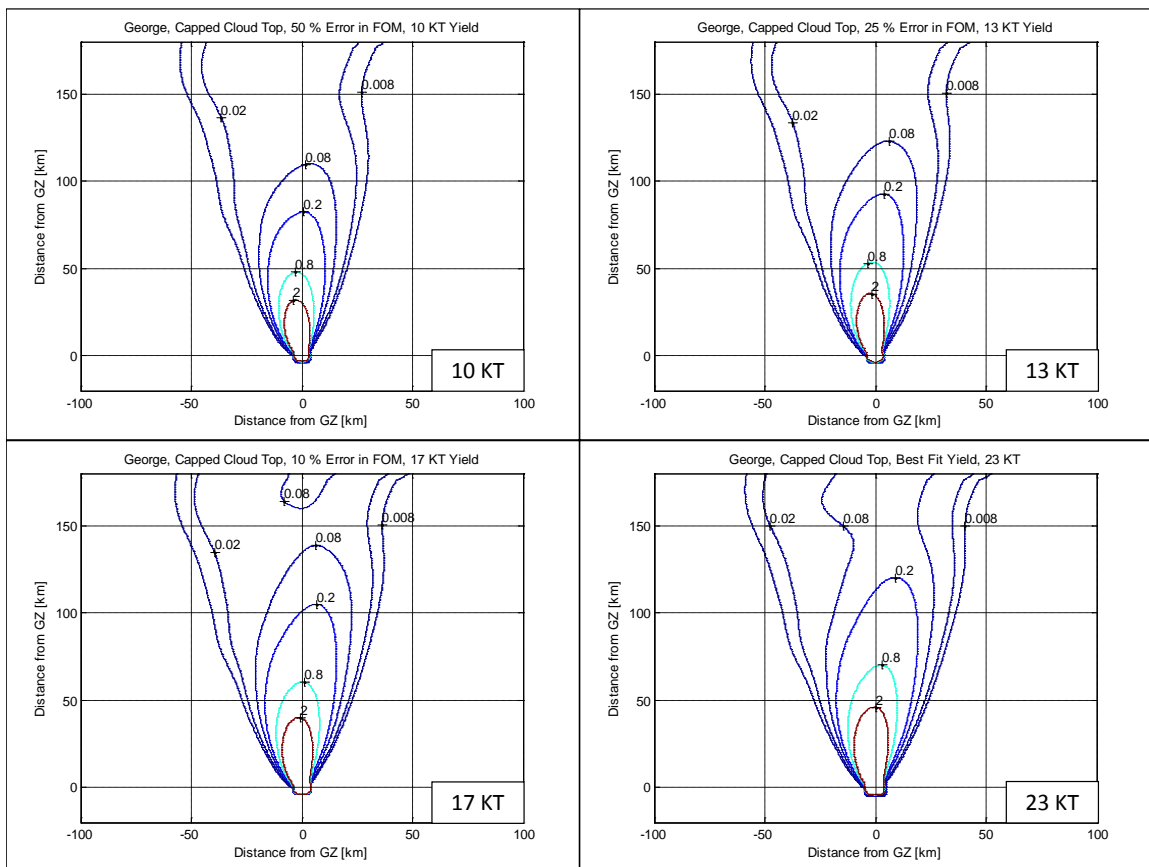 George, Capped Cloud Top, 50 % Error in FOM, 10 KT Yield
Distance from GZ [km]
150
100
50
0
-100 -50 0 50 100
Distance from GZ [km]
0.02
0.008
0.08
0.2
0.8
2
10 KT
George, Capped Cloud Top, 25 % Error in FOM, 13 KT Yield
Distance from GZ [km]
150
100
50
0
-100 -50 0 50 100
Distance from GZ [km]
0.02
0.008
0.08
0.2
0.8
2
13 KT
George, Capped Cloud Top, 10 % Error in FOM, 17 KT Yield
Distance from GZ [km]
150
100
50
0
-100 -50 0 50 100
Distance from GZ [km]
0.08
0.02
0.008
0.08
0.2
0.8
2
17 KT
George, Capped Cloud Top, Best Fit Yield, 23 KT
Distance from GZ [km]
150
100
50
0
-100 -50 0 50 100
Distance from GZ [km]
0.02
0.08
0.008
0.2
0.8
2
23 KT